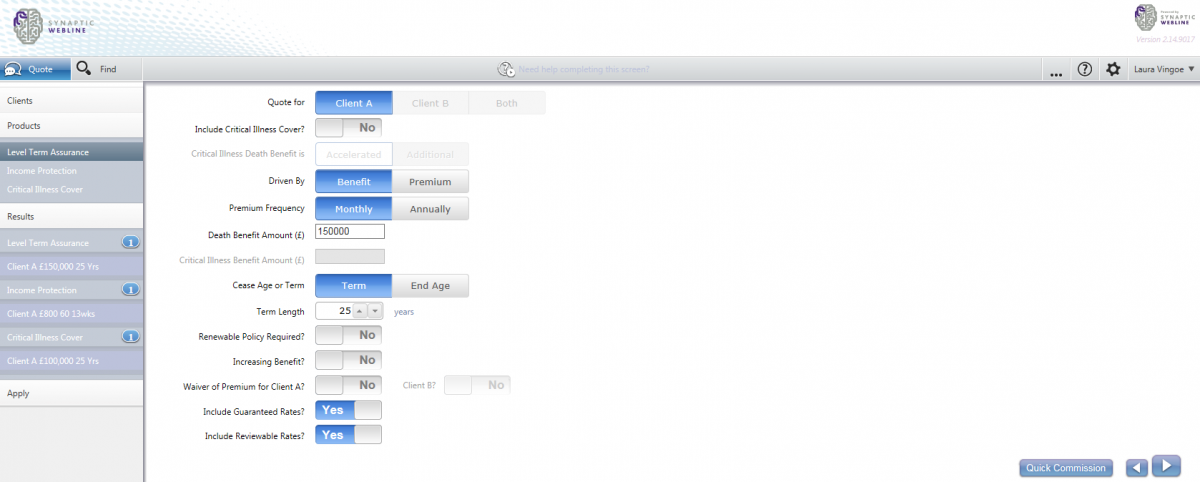 SYNAPTIC
WEBLINE
Powered by
SYNAPTIC
WEBLINE
Version 2.14.9017
Quote
Find
Need help completing this screen?
...
?
Laura Vingoe
Clients
Products
Level Term Assurance
Income Protection
Critical Illness Cover
Results
Level Term Assurance 1
Client A £150,000 25 Yrs
Income Protection 1
Client A £800 60 13wks
Critical Illness Cover 1
Client A £100,000 25 Yrs
Apply
Quote for Client A Client B Both
Include Critical Illness Cover? No
Critical Illness Death Benefit is Accelerated Additional
Driven By Benefit Premium
Premium Frequency Monthly Annually
Death Benefit Amount (£) 150000
Critical Illness Benefit Amount (£)
Cease Age or Term Term End Age
Term Length 25 years
Renewable Policy Required? No
Increasing Benefit? No
Waiver of Premium for Client A? No Client B? No
Include Guaranteed Rates? Yes
Include Reviewable Rates? Yes
Quick Commission